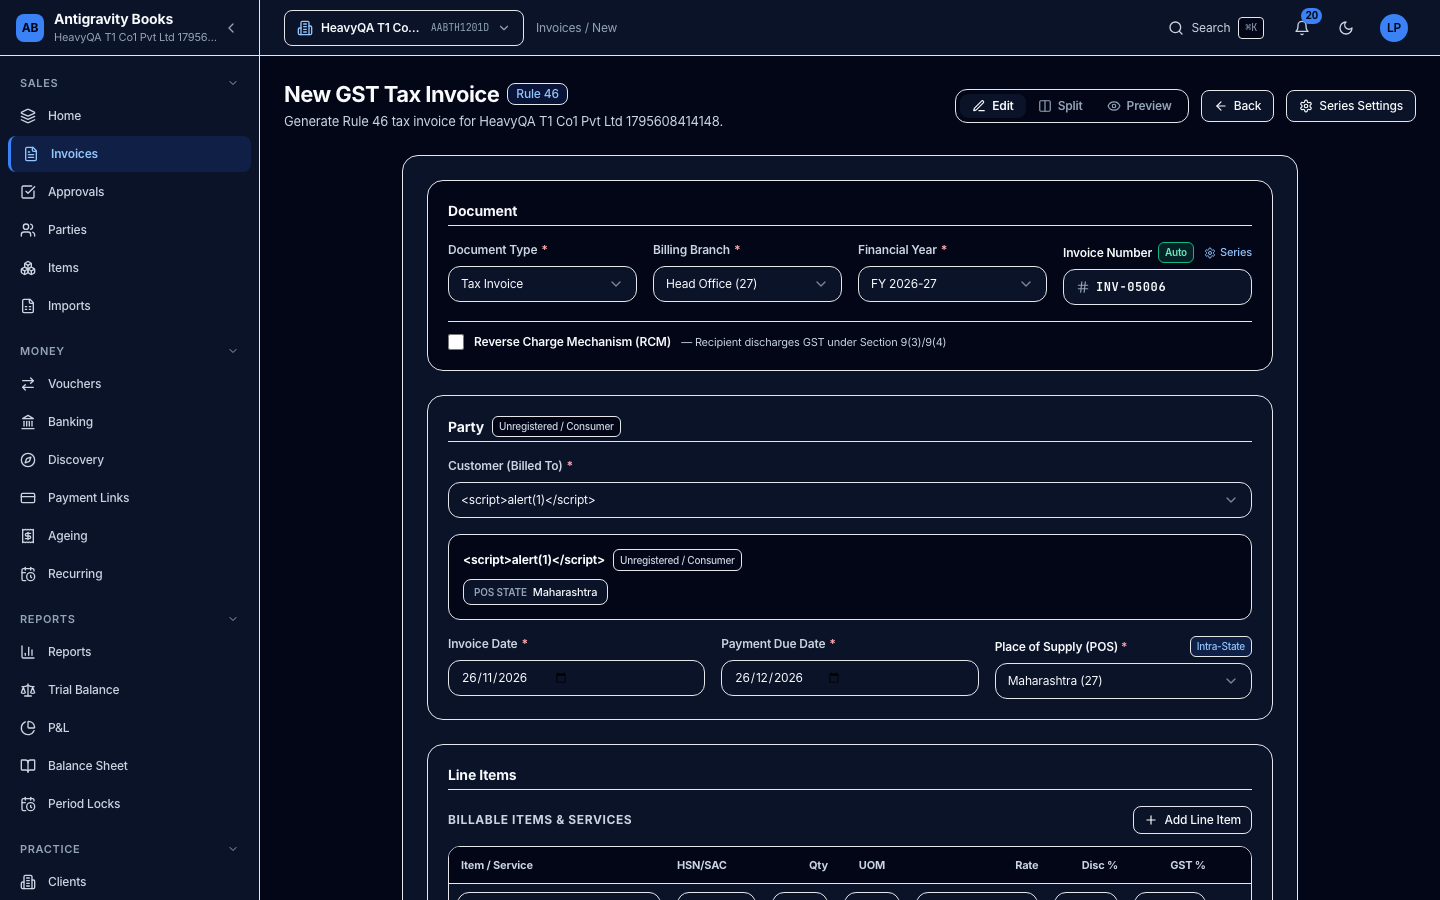 AB
Antigravity Books
HeavyQA T1 Co1 Pvt Ltd 17956...
HeavyQA T1 Co...
AABTH1201D
Invoices / New
Search
⌘K
20
LP
SALES
Home
Invoices
Approvals
Parties
Items
Imports
MONEY
Vouchers
Banking
Discovery
Payment Links
Ageing
Recurring
REPORTS
Reports
Trial Balance
P&L
Balance Sheet
Period Locks
PRACTICE
Clients
New GST Tax Invoice
Rule 46
Generate Rule 46 tax invoice for HeavyQA T1 Co1 Pvt Ltd 1795608414148.
Edit
Split
Preview
Back
Series Settings
Document
Document Type *
Billing Branch *
Financial Year *
Invoice Number
Auto
Series
Tax Invoice
Head Office (27)
FY 2026-27
# INV-05006
Reverse Charge Mechanism (RCM)
— Recipient discharges GST under Section 9(3)/9(4)
Party
Unregistered / Consumer
Customer (Billed To) *
<script>alert(1)</script>
<script>alert(1)</script>
Unregistered / Consumer
POS STATE Maharashtra
Invoice Date *
Payment Due Date *
Place of Supply (POS) *
Intra-State
26/11/2026
26/12/2026
Maharashtra (27)
Line Items
BILLABLE ITEMS & SERVICES
Add Line Item
Item / Service
HSN/SAC
Qty
UOM
Rate
Disc %
GST %